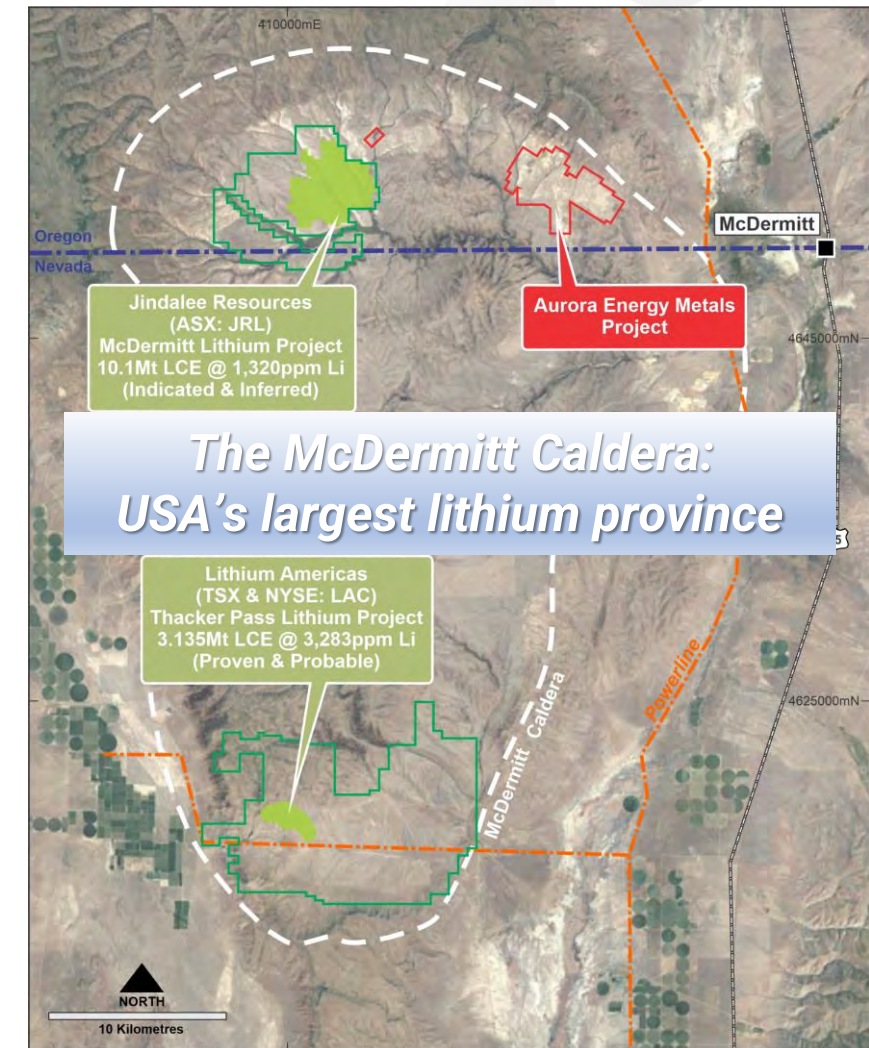 410000mE
McDermitt
Oregon
Nevada
Jindalee Resources
(ASX: JRL)
McDermitt Lithium Project
10.1Mt LCE @ 1,320ppm Li
(Indicated & Inferred)
Aurora Energy Metals
Project
4645000mN
The McDermitt Caldera:
USA's largest lithium province
5
Lithium Americas
(TSX & NYSE: LAC)
Thacker Pass Lithium Project
3.135Mt LCE @ 3,283ppm Li
(Proven & Probable)
Powerline
4625000mN
McDermitt Caldera
NORTH
10 Kilometres